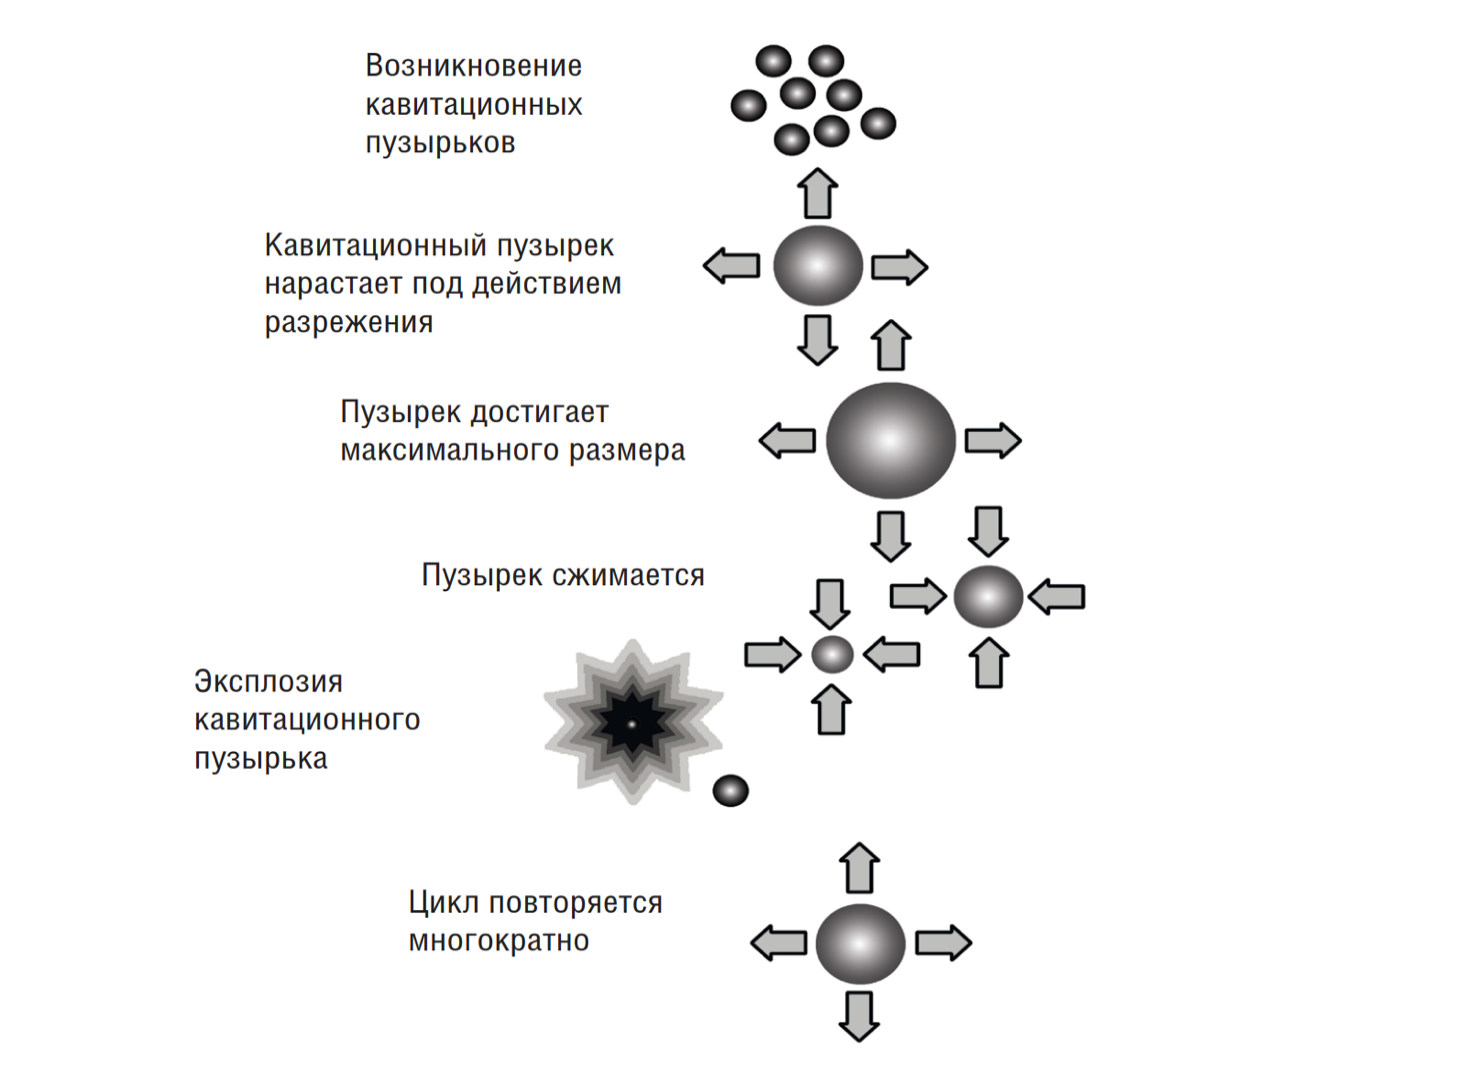 Возникновение
кавитационных
пузырьков
Кавитационный пузырек
нарастает под действием
разрежения
Пузырек достигает
максимального размера
Пузырек сжимается
Эксплозия
кавитационного
пузырька
Цикл повторяется
многократно